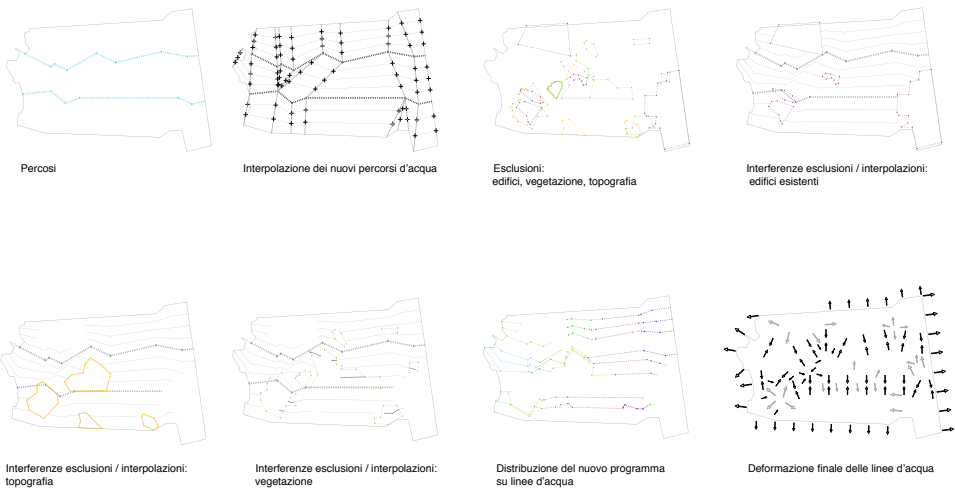 Percosi
Interpolazione dei nuovi percorsi d'acqua
Esclusioni:
edifici, vegetazione, topografia
Interferenze esclusioni / interpolazioni:
edifici esistenti
Interferenze esclusioni / interpolazioni:
topografia
Interferenze esclusioni / interpolazioni:
vegetazione
Distribuzione del nuovo programma
su linee d'acqua
Deformazione finale delle linee d'acqua